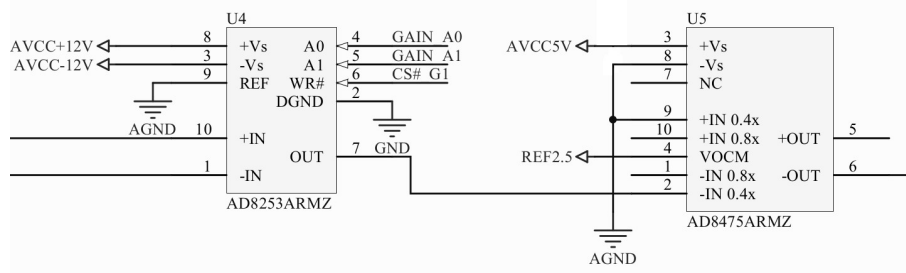 U4
AVCC+12V 8 +Vs A0 4 GAIN_A0
AVCC-12V 3 -Vs A1 5 GAIN_A1
9 REF WR# 6 CS#_G1
DGND 2
AGND
10 +IN
GND
OUT 7
1 -IN
AD8253ARMZ
U5
AVCC5V 3 +Vs
8 -Vs
7 NC
9 +IN 0.4x
10 +IN 0.8x +OUT 5
REF2.5 4 VOCM
1 -IN 0.8x -OUT 6
2 -IN 0.4x
AD8475ARMZ
AGND